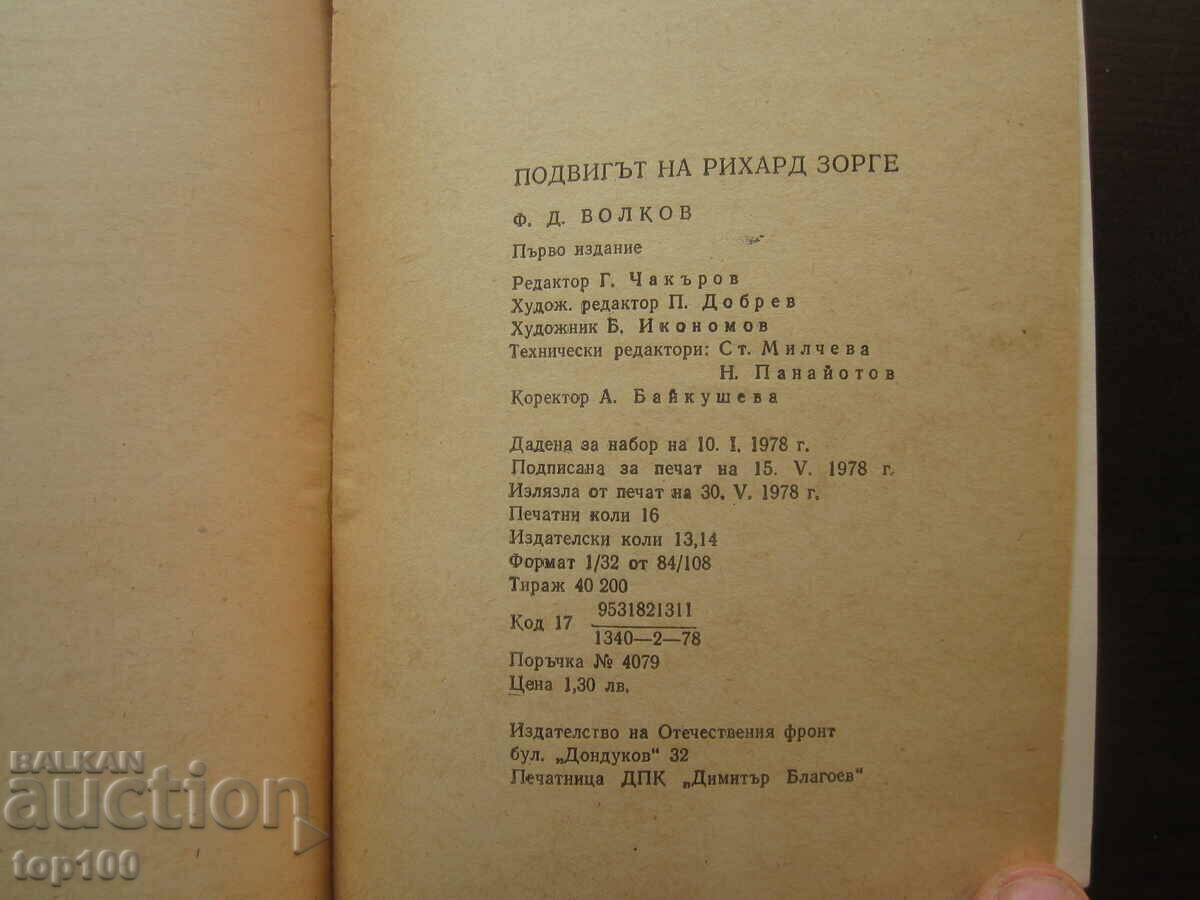 ПОДВИГЪТ НА РИХАРД ЗОРГЕ
Ф. Д. ВОЛКОВ
Първо издание
Редактор Г. Чакъров
Худож. редактор П. Добрев
Художник Б. Икономов
Технически редактори: Ст. Милчева
Н. Панайотов
Коректор А. Байкушева
Дадена за набор на 10. I. 1978 г.
Подписана за печат на 15. V. 1978 г.
Излязла от печат на 30. V. 1978 г.
Печатни коли 16
Издателски коли 13,14
Формат 1/32 от 84/108
Тираж 40 200
Код 17 9531821311
1340—2—78
Поръчка № 4079
Цена 1,30 лв.
Издателство на Отечествения фронт
бул. „Дондуков“ 32
Печатница ДПК „Димитър Благоев“
BALKAN
auction
top100